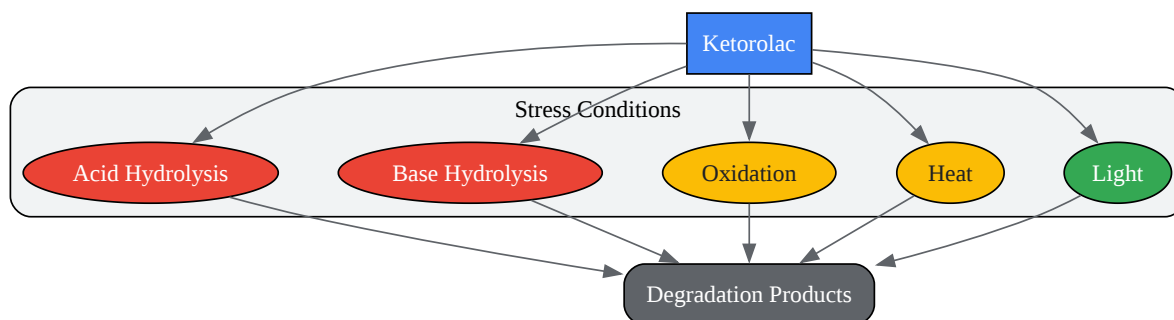 Ketorolac
Stress Conditions
Acid Hydrolysis
Base Hydrolysis
Oxidation
Heat
Light
Degradation Products